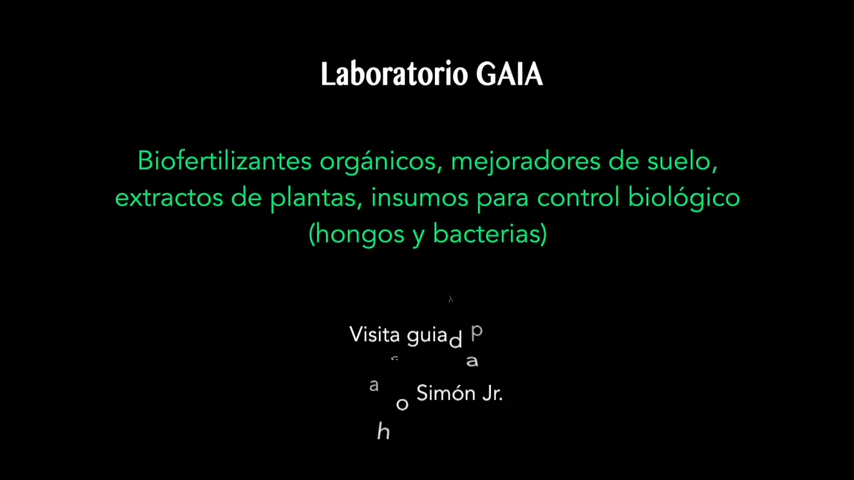 Laboratorio GAIA
Biofertilizantes orgánicos, mejoradores de suelo,
extractos de plantas, insumos para control biológico
(hongos y bacterias)
Visita guiad
Simón Jr.